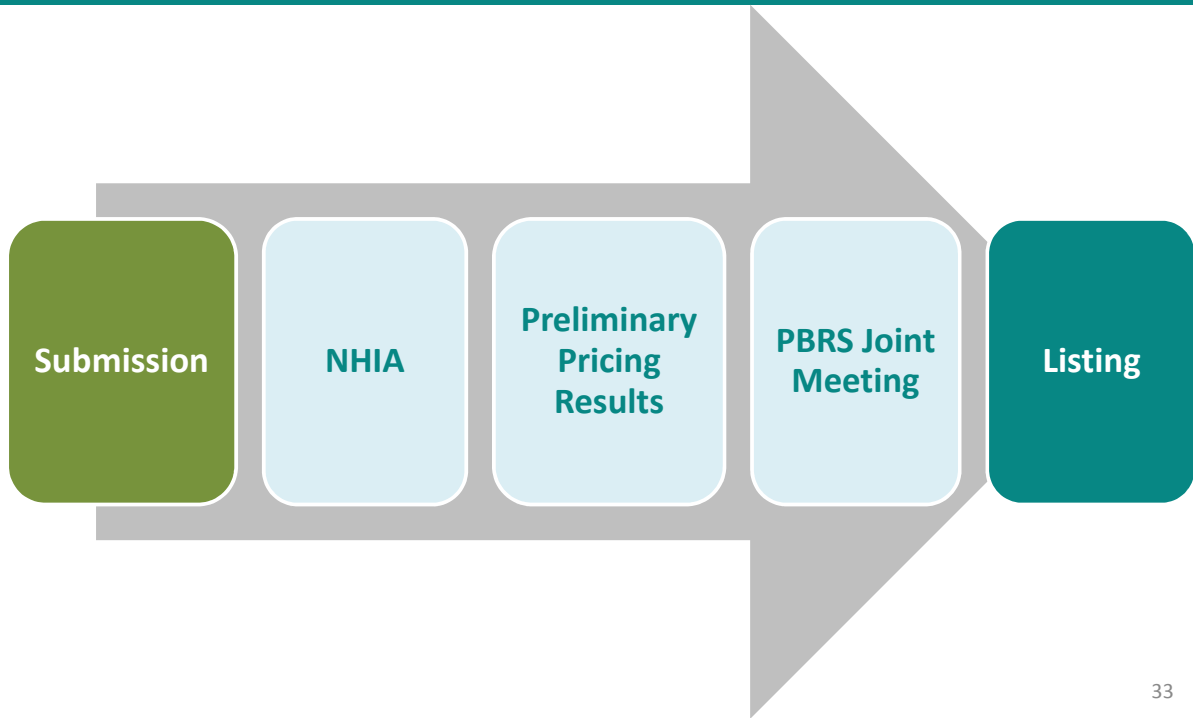 Submission
NHIA
Preliminary
Pricing
Results
PBRS Joint
Meeting
Listing
33